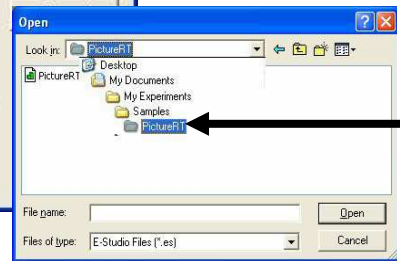 Open
Look in: PictureRT
Desktop
PictureRT
My Documents
My Experiments
Samples
PictureRT
File name:
Open
Files of type: E-Studio Files (*.es)
Cancel